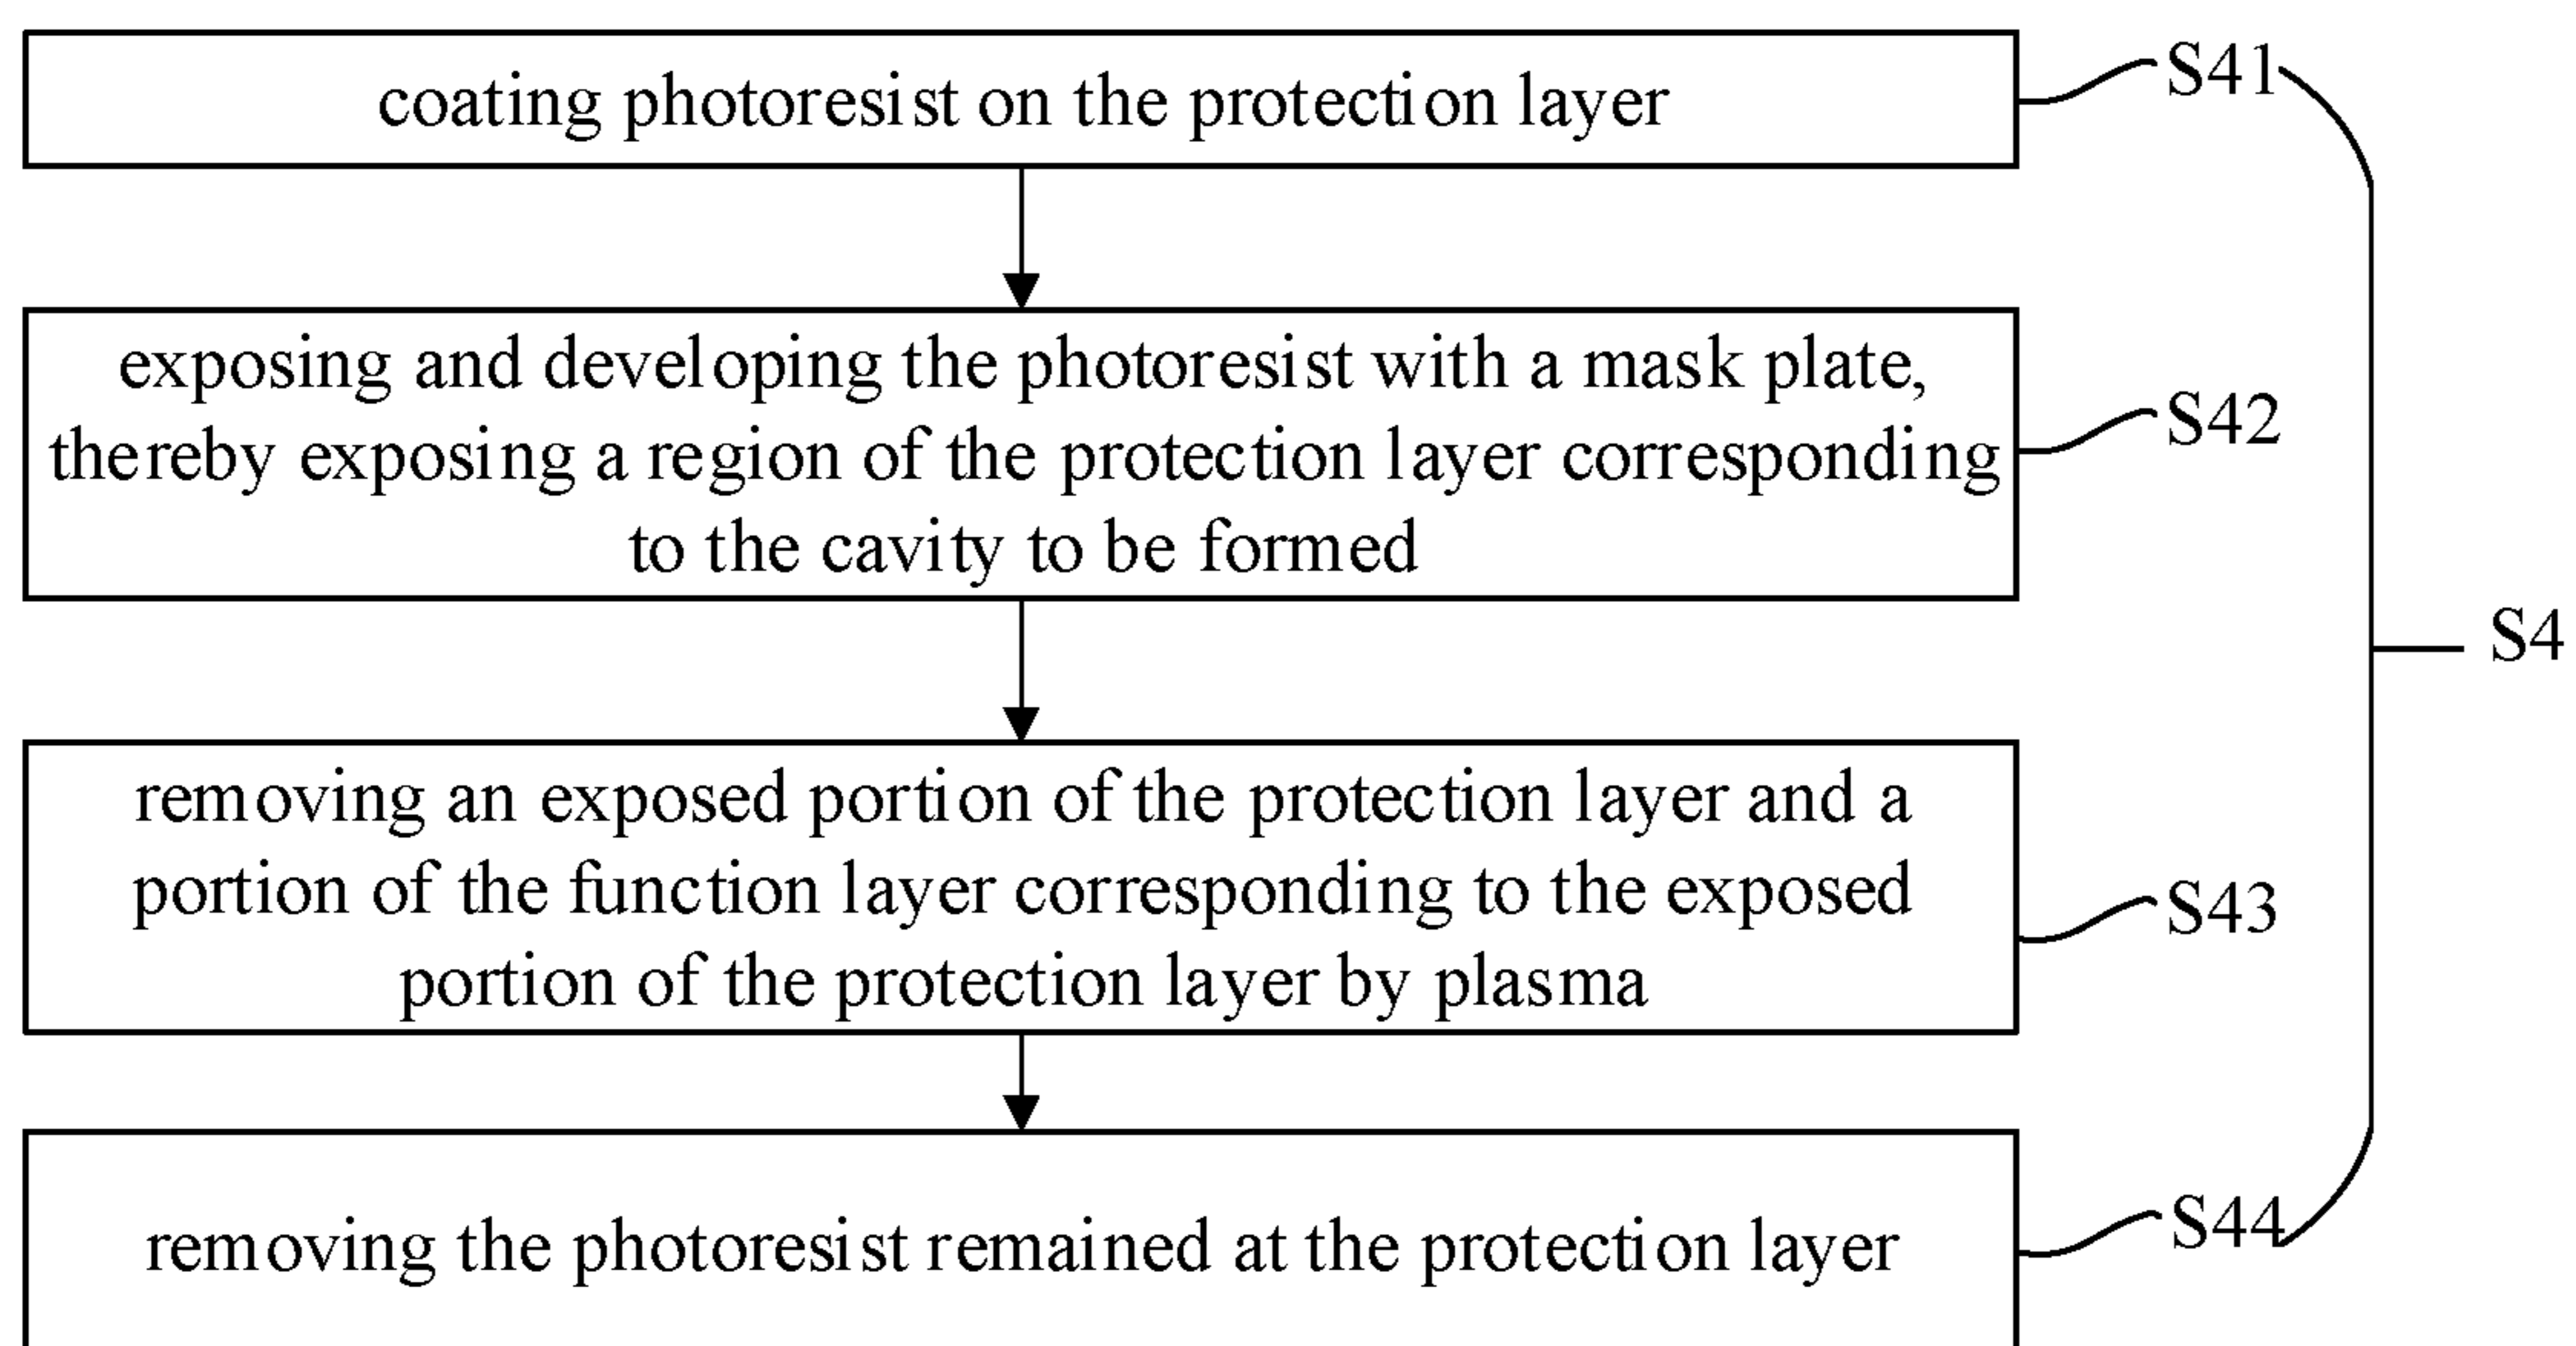 coating photoresist on the protection layer
S41
exposing and developing the photoresist with a mask plate,
thereby exposing a region of the protection layer corresponding
to the cavity to be formed
S42
S4
removing an exposed portion of the protection layer and a
portion of the function layer corresponding to the exposed
portion of the protection layer by plasma
S43
removing the photoresist remained at the protection layer
S44